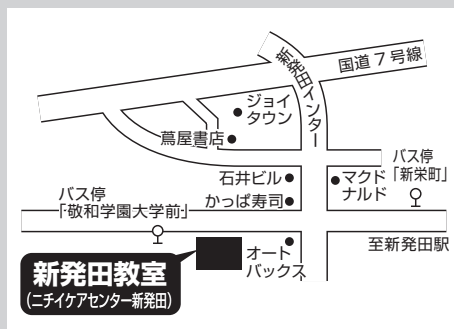 国道7号線
新発田インター
ジョイ
タウン
蔦屋書店
石井ビル
かっぱ寿司
マクド
ナルド
バス停
「新栄町」
バス停
「敬和学園大学前」
至新発田駅
オート
バックス
新発田教室
(ニチイケアセンター新発田)